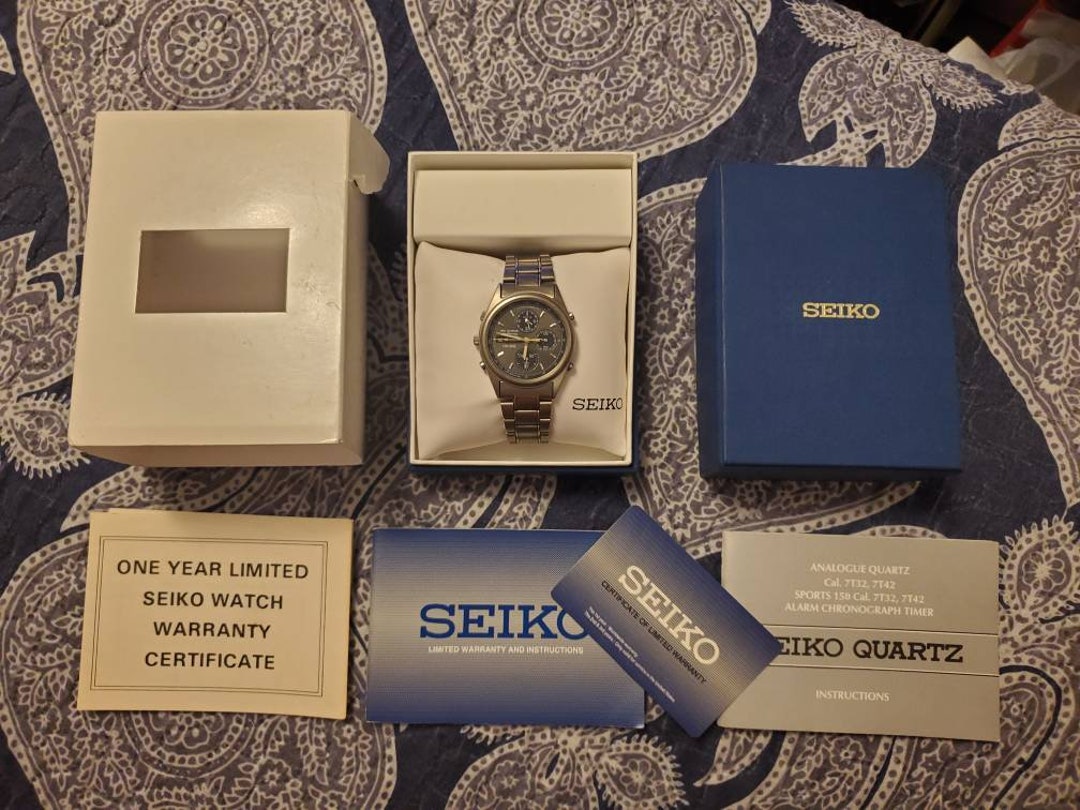 SEIKO
SEIKO
ONE YEAR LIMITED
SEIKO WATCH
WARRANTY
CERTIFICATE
SEIKO
LIMITED WARRANTY AND INSTRUCTIONS
SEIKO
CERTIFICATE OF LIMITED WARRANTY
ANALOGUE QUARTZ
Cal. 7T32, 7T42
SPORTS 150 Cal. 7T32, 7T42
ALARM CHRONOGRAPH TIMER
EIKO QUARTZ
INSTRUCTIONS